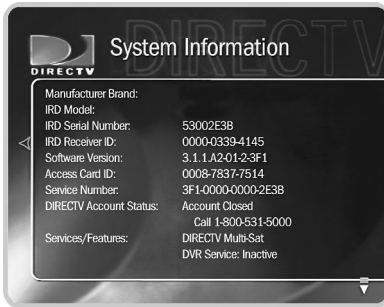 DIRECTV
System Information
DIRECTV
Manufacturer Brand:
IRD Model:
IRD Serial Number: 53002E3B
IRD Receiver ID: 0000-0339-4145
Software Version: 3.1.1.A2-01-2-3F1
Access Card ID: 0008-7837-7514
Service Number: 3F1-0000-0000-2E3B
DIRECTV Account Status: Account Closed
Call 1-800-531-5000
Services/Features: DIRECTV Multi-Sat
DVR Service: Inactive